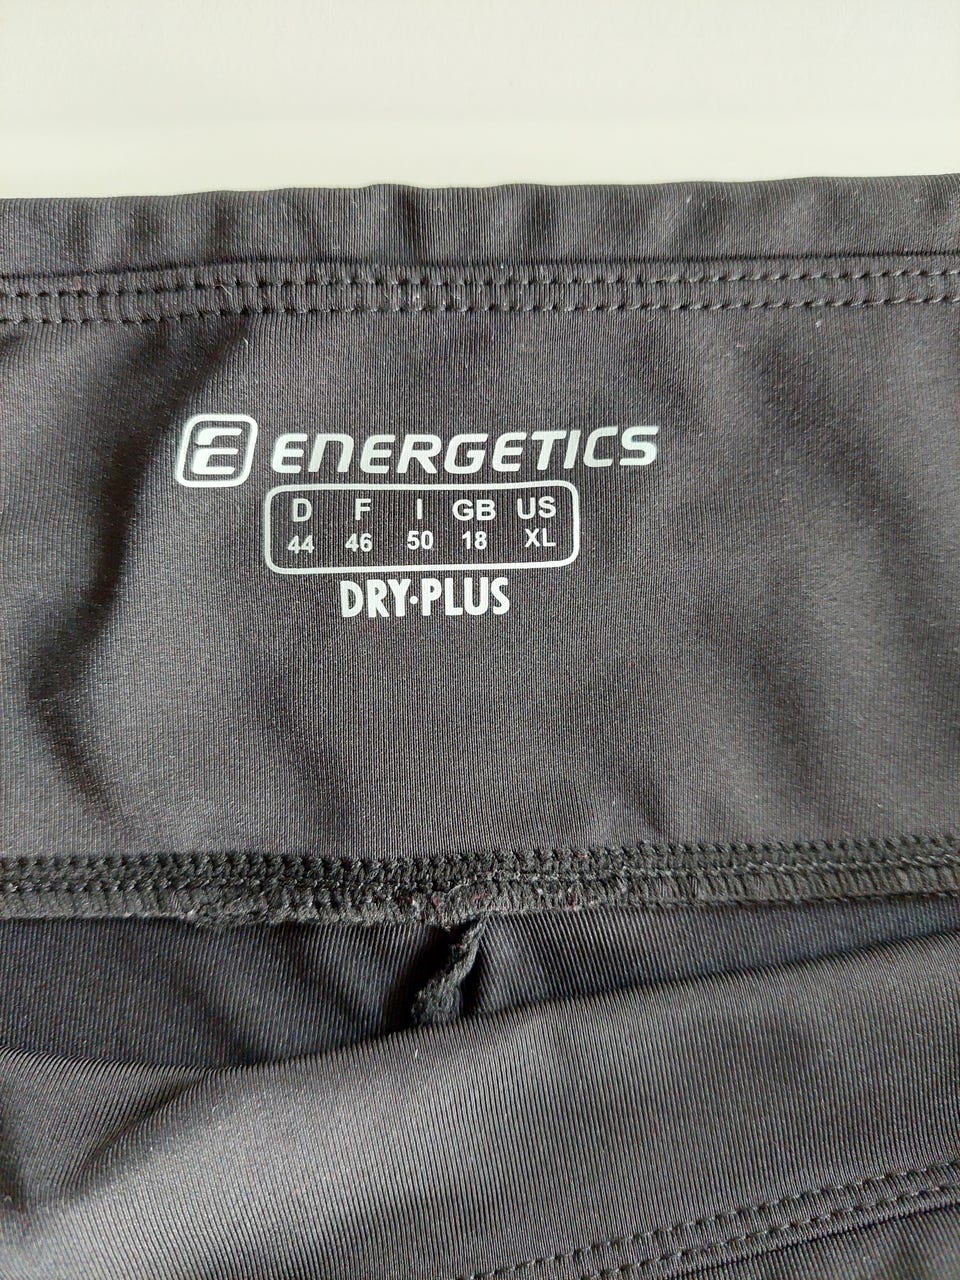 E ENERGETICS
D F I GB US
44 46 50 18 XL
DRY·PLUS